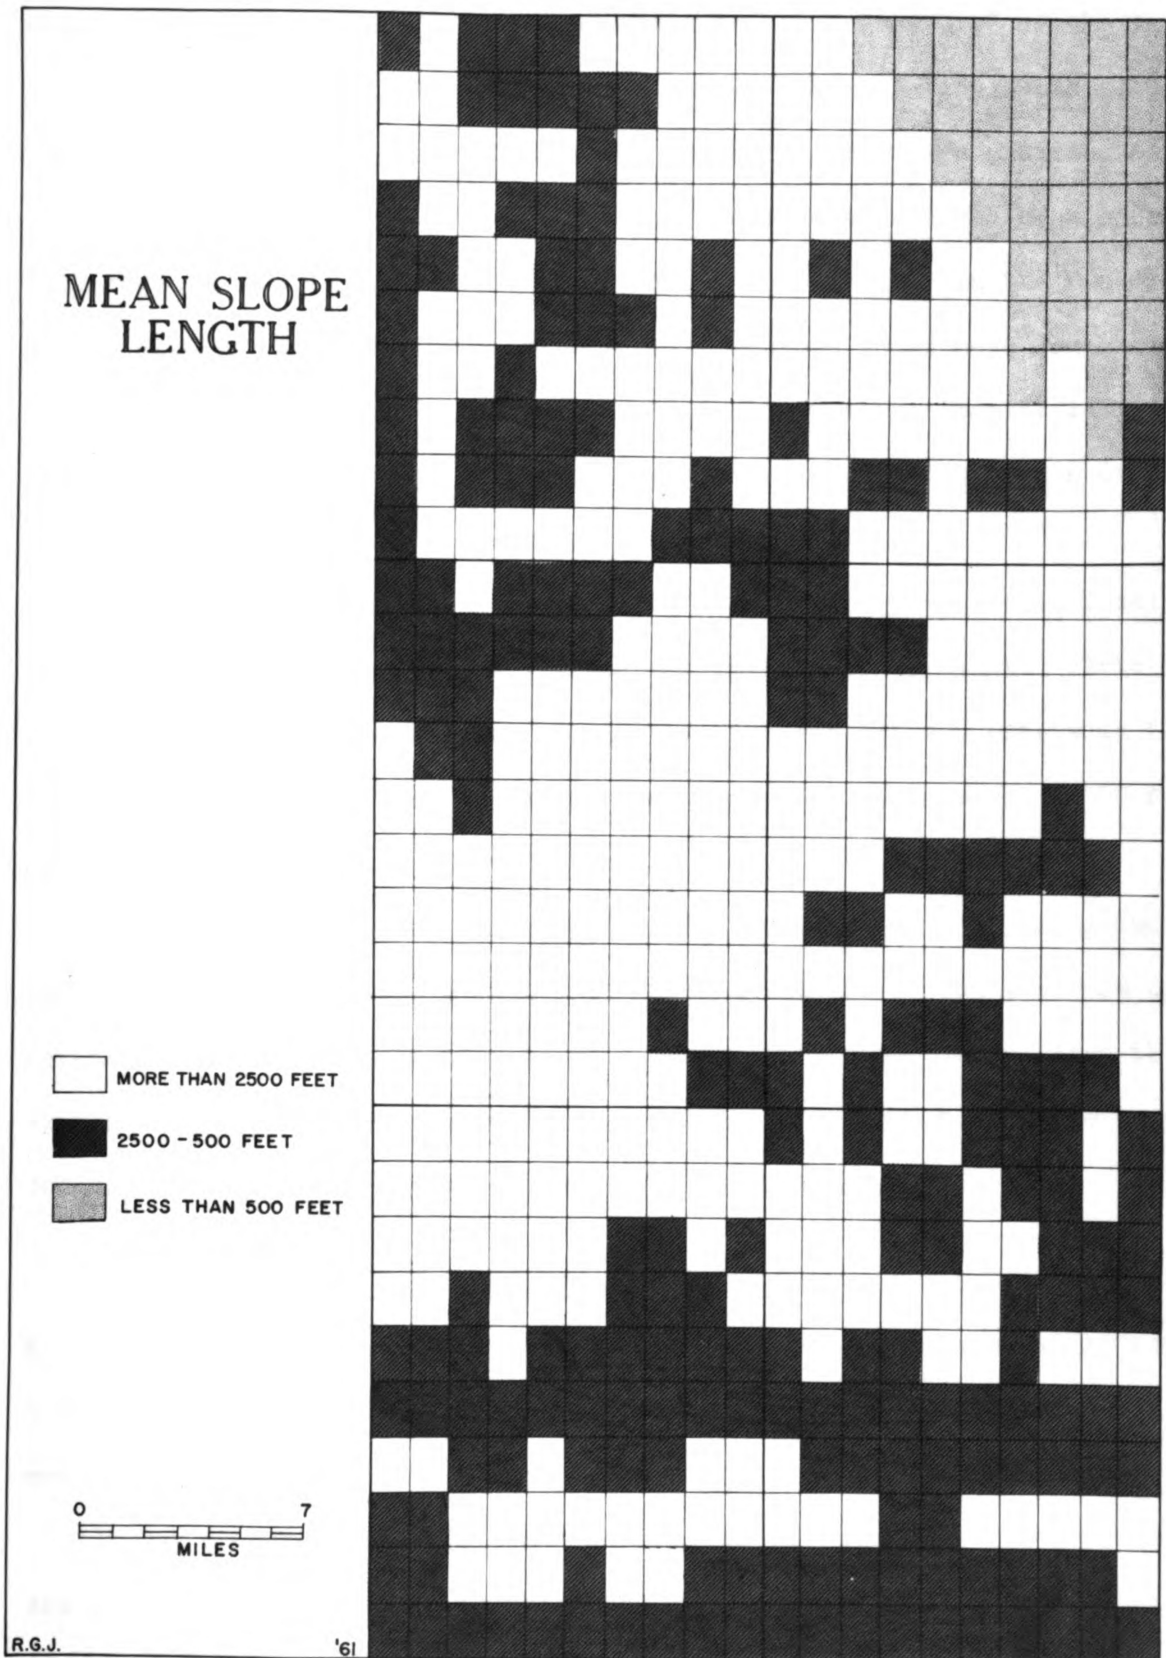 MEAN SLOPE
LENGTH
MORE THAN 2500 FEET
2500 - 500 FEET
LESS THAN 500 FEET
0 7
MILES
R.G.J. '61